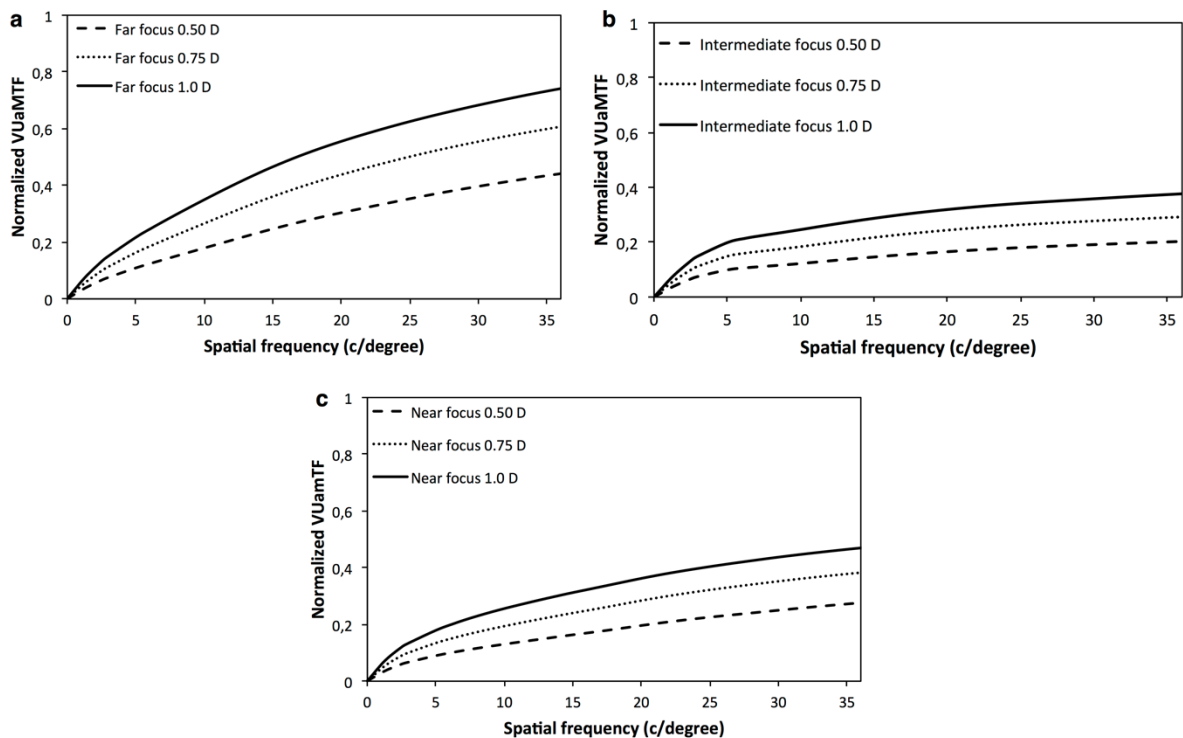 a
Normalized VUaMTF
1
0,8
0,6
0,4
0,2
0
Far focus 0.50 D
Far focus 0.75 D
Far focus 1.0 D
0 5 10 15 20 25 30 35
Spatial frequency (c/degree)
b
Normalized VUaMTF
1
0,8
0,6
0,4
0,2
0
Intermediate focus 0.50 D
Intermediate focus 0.75 D
Intermediate focus 1.0 D
0 5 10 15 20 25 30 35
Spatial frequency (c/degree)
c
Normalized VUamTF
1
0,8
0,6
0,4
0,2
0
Near focus 0.50 D
Near focus 0.75 D
Near focus 1.0 D
0 5 10 15 20 25 30 35
Spatial frequency (c/degree)